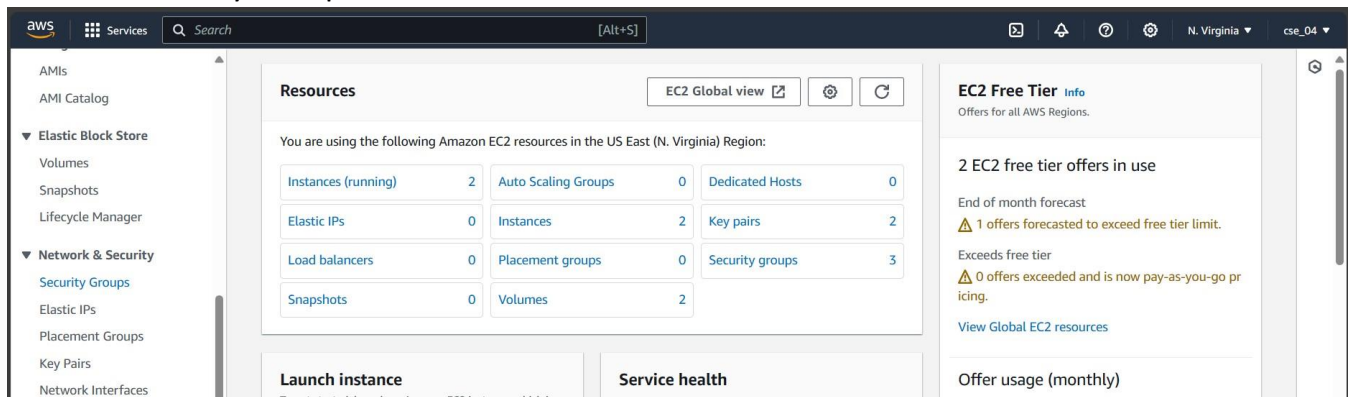 aws Services Search [Alt+S] N. Virginia ▼ cse_04 ▼
AMIs
AMI Catalog
▼ Elastic Block Store
Volumes
Snapshots
Lifecycle Manager
▼ Network & Security
Security Groups
Elastic IPs
Placement Groups
Key Pairs
Network Interfaces
Resources
EC2 Global view
You are using the following Amazon EC2 resources in the US East (N. Virginia) Region:
Instances (running) 2 Auto Scaling Groups 0 Dedicated Hosts 0
Elastic IPs 0 Instances 2 Key pairs 2
Load balancers 0 Placement groups 0 Security groups 3
Snapshots 0 Volumes 2
Launch instance
Service health
EC2 Free Tier Info
Offers for all AWS Regions.
2 EC2 free tier offers in use
End of month forecast
1 offers forecasted to exceed free tier limit.
Exceeds free tier
0 offers exceeded and is now pay-as-you-go pr
icing.
View Global EC2 resources
Offer usage (monthly)